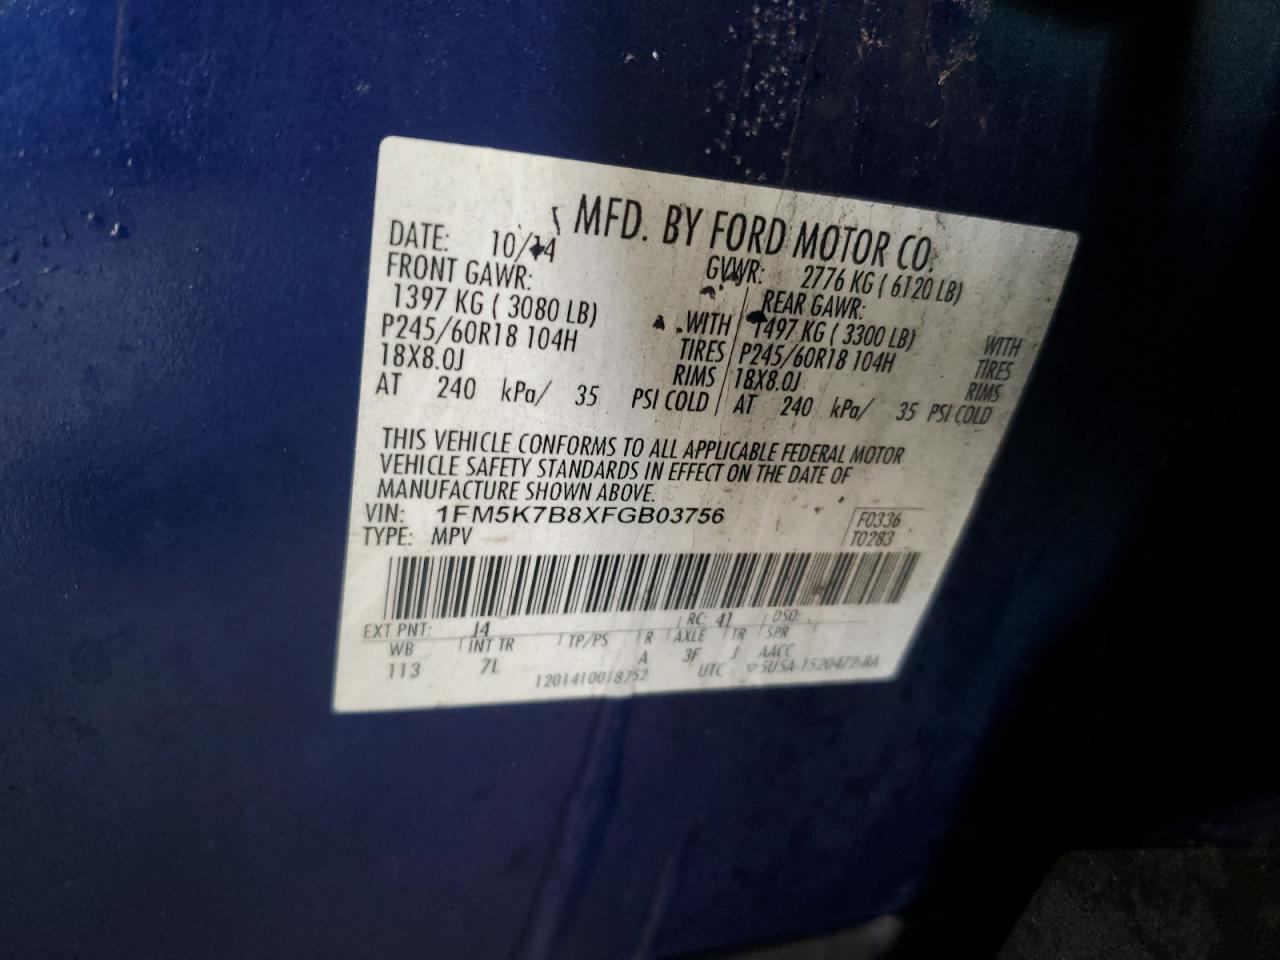 MFD. BY FORD MOTOR CO.
DATE: 10/14 GVWR: 2776 KG ( 6120 LB)
FRONT GAWR: REAR GAWR:
1397 KG ( 3080 LB) WITH 1497 KG ( 3300 LB) WITH
P245/60R18 104H TIRES P245/60R18 104H TIRES
18X8.0J RIMS 18X8.0J RIMS
AT 240 kPa/ 35 PSI COLD AT 240 kPa/ 35 PSI COLD
THIS VEHICLE CONFORMS TO ALL APPLICABLE FEDERAL MOTOR
VEHICLE SAFETY STANDARDS IN EFFECT ON THE DATE OF
MANUFACTURE SHOWN ABOVE.
VIN: 1FM5K7B8XFGB03756 F0336
TYPE: MPV T0283
EXT PNT: J4 RC: 41 DSO:
WB INT TR TP/PS R AXLE TR SPR
113 7L A 3F J AACC
1201410018752 UTC ▽5U5A-1520472-BA